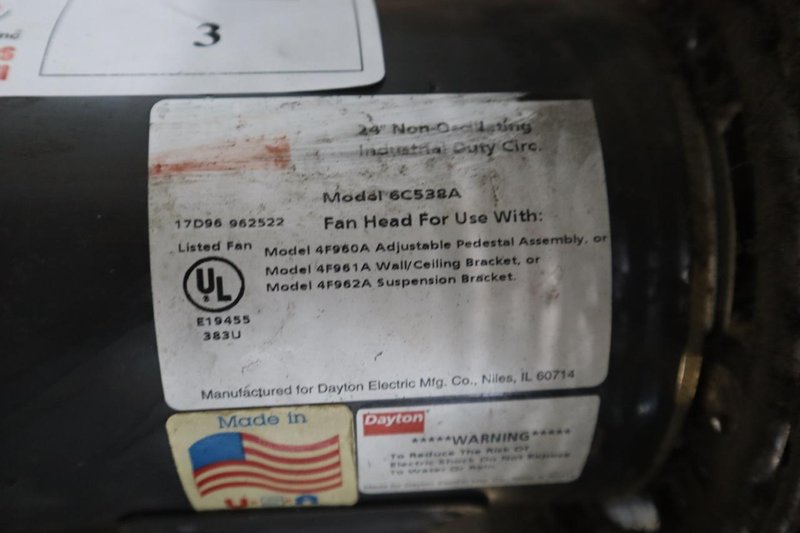 3
24" Non-Oscillating
Industrial Duty Circ.
Model 6C538A
17D96 962522
Fan Head For Use With:
Listed Fan
Model 4F960A Adjustable Pedestal Assembly, or
Model 4F961A Wall/Ceiling Bracket, or
Model 4F962A Suspension Bracket.
UL
E19455
383U
Manufactured for Dayton Electric Mfg. Co., Niles, IL 60714
Made in
U·S·A
Dayton
*****WARNING*****
To Reduce The Risk Of
Electric Shock Do Not Expose
To Water Or Rain